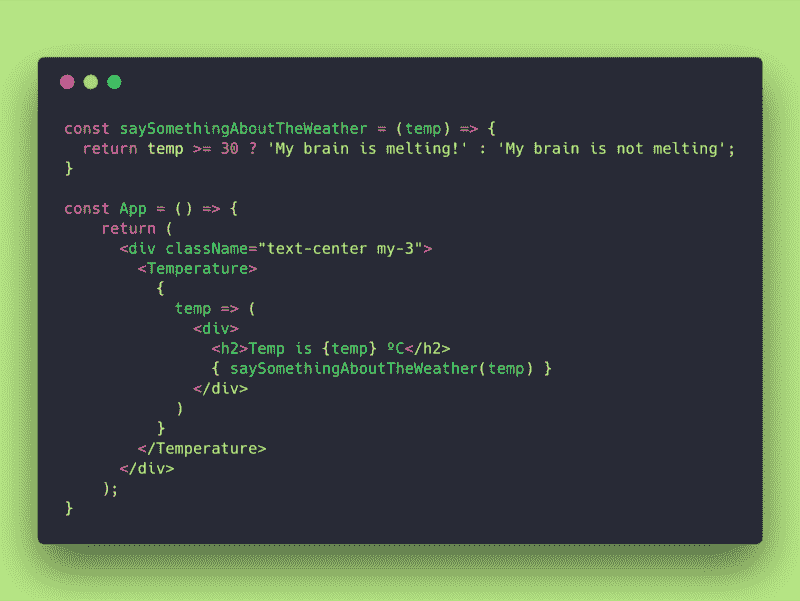 const saySomethingAboutTheWeather = (temp) => {
  return temp >= 30 ? 'My brain is melting!' : 'My brain is not melting';
}

const App = () => {
    return (
      <div className="text-center my-3">
        <Temperature>
          {
            temp => (
              <div>
                <h2>Temp is {temp} ºC</h2>
                { saySomethingAboutTheWeather(temp) }
              </div>
            )
          }
        </Temperature>
      </div>
    );
}